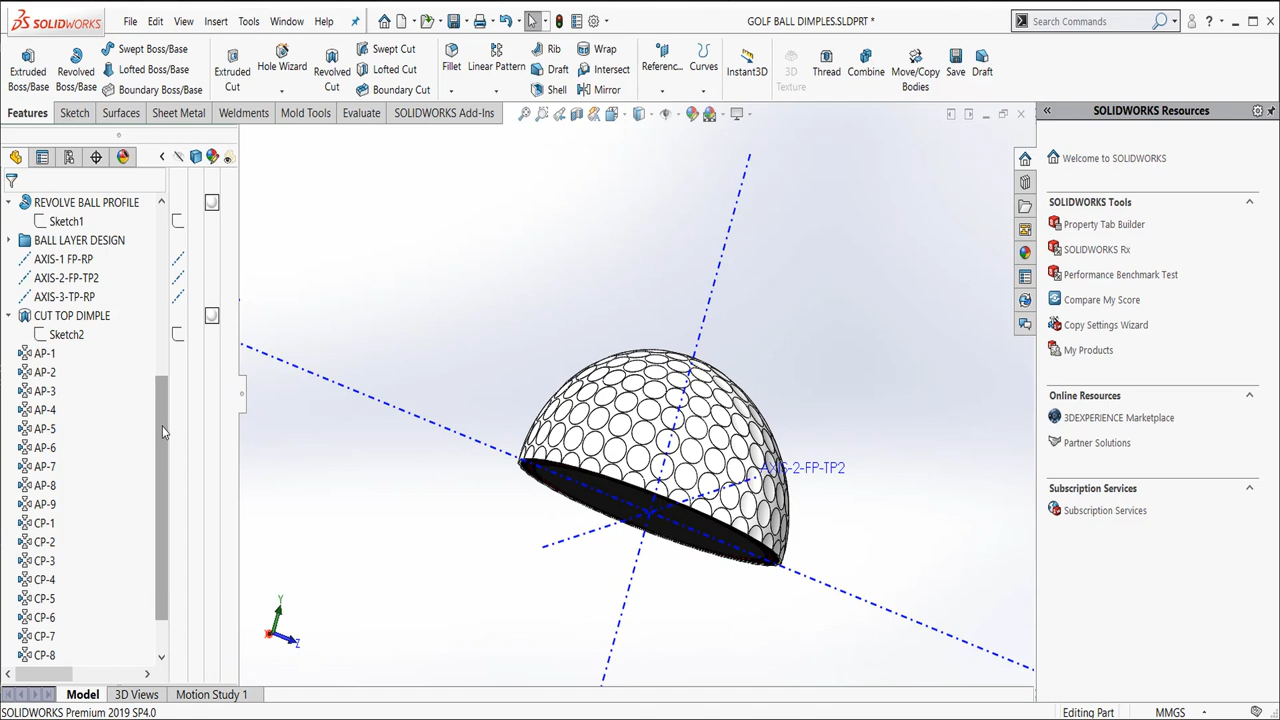 SOLIDWORKS File Edit View Insert Tools Window Help GOLF BALL DIMPLES.SLDPRT * Search Commands
Extruded Boss/Base
Revolved Boss/Base
Swept Boss/Base
Lofted Boss/Base
Boundary Boss/Base
Extruded Cut
Hole Wizard
Revolved Cut
Swept Cut
Lofted Cut
Boundary Cut
Fillet
Linear Pattern
Rib
Draft
Shell
Wrap
Intersect
Mirror
Referenc...
Curves
Instant3D
3D Texture
Thread
Combine
Move/Copy Bodies
Save
Draft
Features Sketch Surfaces Sheet Metal Weldments Mold Tools Evaluate SOLIDWORKS Add-Ins
REVOLVE BALL PROFILE
Sketch1
BALL LAYER DESIGN
AXIS-1 FP-RP
AXIS-2-FP-TP2
AXIS-3-TP-RP
CUT TOP DIMPLE
Sketch2
AP-1
AP-2
AP-3
AP-4
AP-5
AP-6
AP-7
AP-8
AP-9
CP-1
CP-2
CP-3
CP-4
CP-5
CP-6
CP-7
CP-8
AXIS-2-FP-TP2
Y
Z
SOLIDWORKS Resources
Welcome to SOLIDWORKS
SOLIDWORKS Tools
Property Tab Builder
SOLIDWORKS Rx
Performance Benchmark Test
Compare My Score
Copy Settings Wizard
My Products
Online Resources
3DEXPERIENCE Marketplace
Partner Solutions
Subscription Services
Subscription Services
Model 3D Views Motion Study 1
SOLIDWORKS Premium 2019 SP4.0 Editing Part MMGS